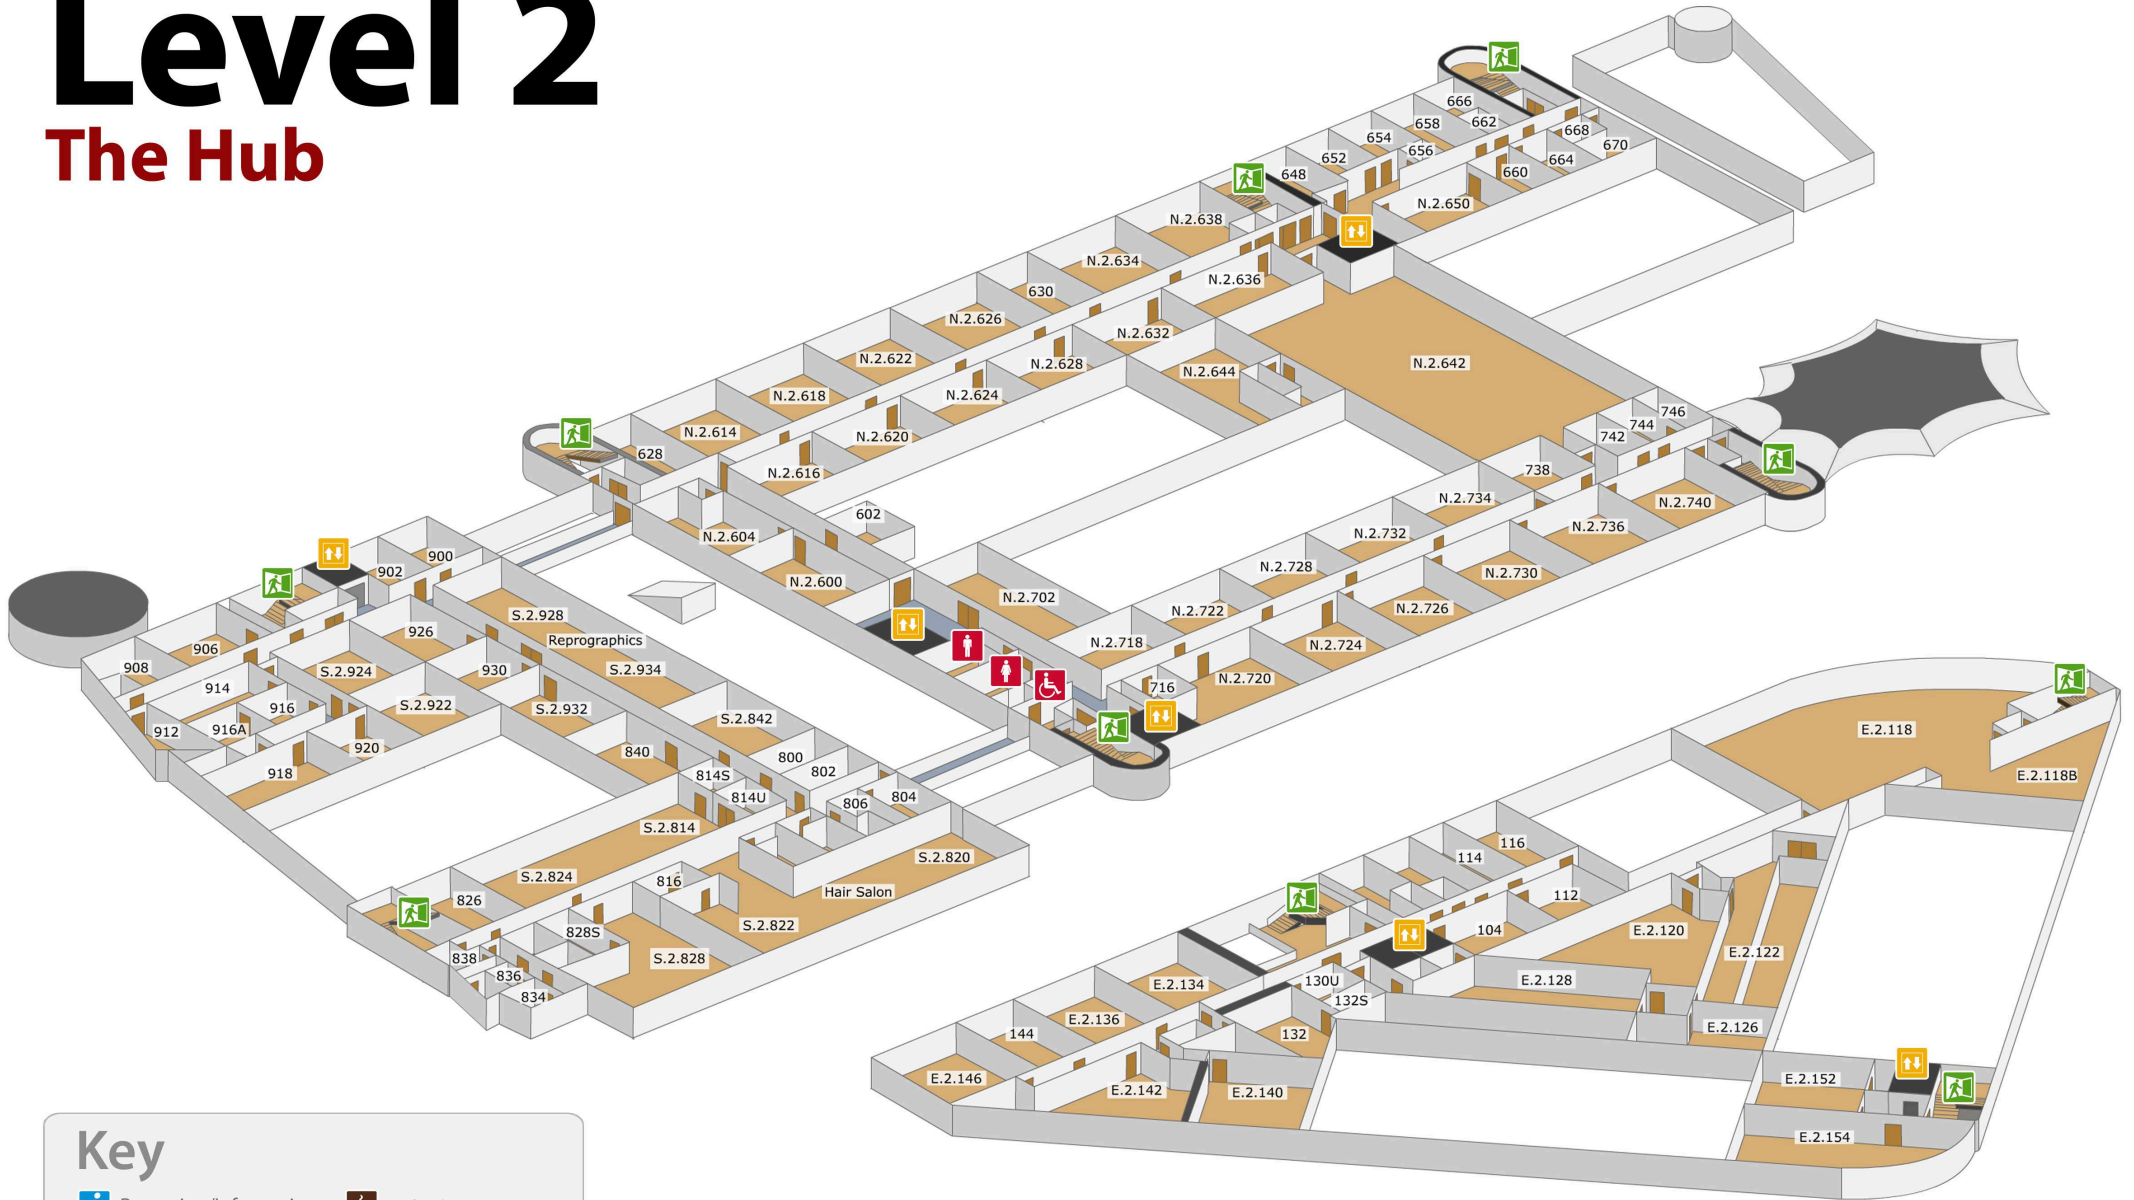 Level 2
The Hub
666
658
662
654
668
656
670
652
664
648
660
N.2.650
N.2.638
N.2.634
N.2.636
630
N.2.626
N.2.632
N.2.622
N.2.628
N.2.642
N.2.644
N.2.618
N.2.624
746
744
N.2.614
N.2.620
742
628
738
N.2.616
N.2.734
N.2.740
602
N.2.736
N.2.604
N.2.732
900
902
N.2.728
N.2.730
N.2.600
N.2.702
N.2.726
S.2.928
N.2.722
926
Reprographics
N.2.718
N.2.724
906
908
S.2.924
930
S.2.934
N.2.720
914
716
916
S.2.922
S.2.932
S.2.842
912
916A
920
840
800
918
814S
802
814U
804
806
S.2.814
S.2.820
S.2.824
816
Hair Salon
826
828S
S.2.822
838
S.2.828
836
834
E.2.118
E.2.118B
116
114
112
104
E.2.120
E.2.122
E.2.134
130U
E.2.128
132S
E.2.136
144
132
E.2.126
E.2.146
E.2.142
E.2.140
E.2.152
E.2.154
Key